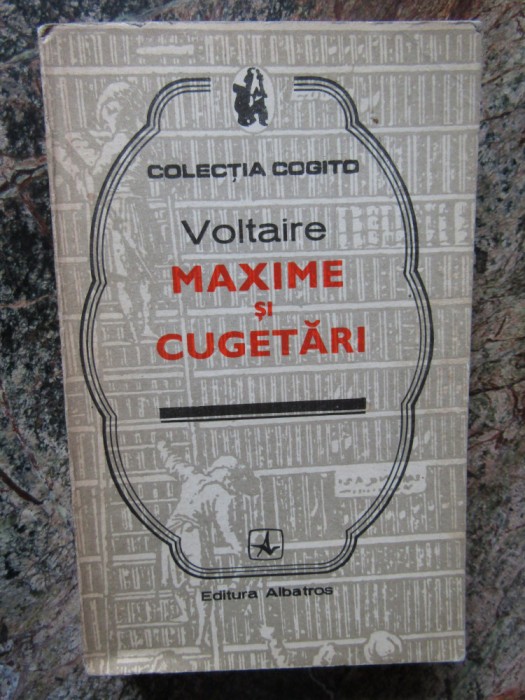 COLECȚIA COGITO
Voltaire
MAXIME
ȘI
CUGETĂRI
Editura Albatros